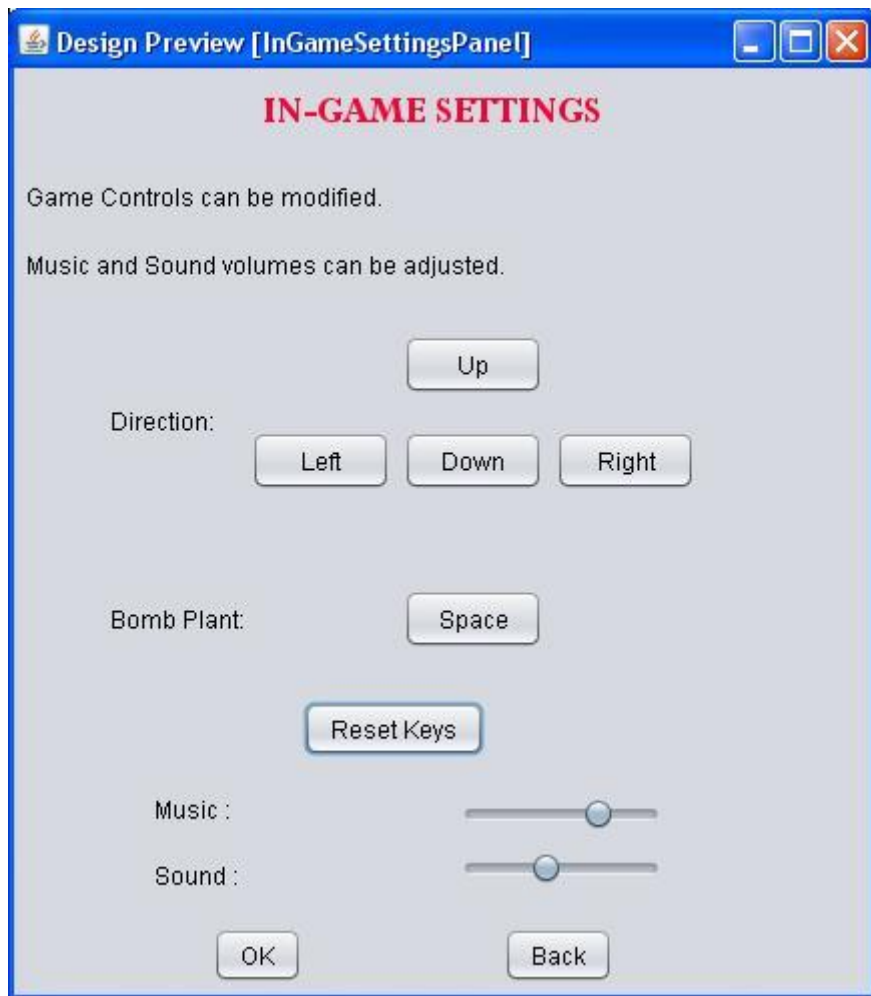 Design Preview [InGameSettingsPanel]
IN-GAME SETTINGS
Game Controls can be modified.
Music and Sound volumes can be adjusted.
Up
Direction:
Left Down Right
Bomb Plant: Space
Reset Keys
Music :
Sound :
OK Back